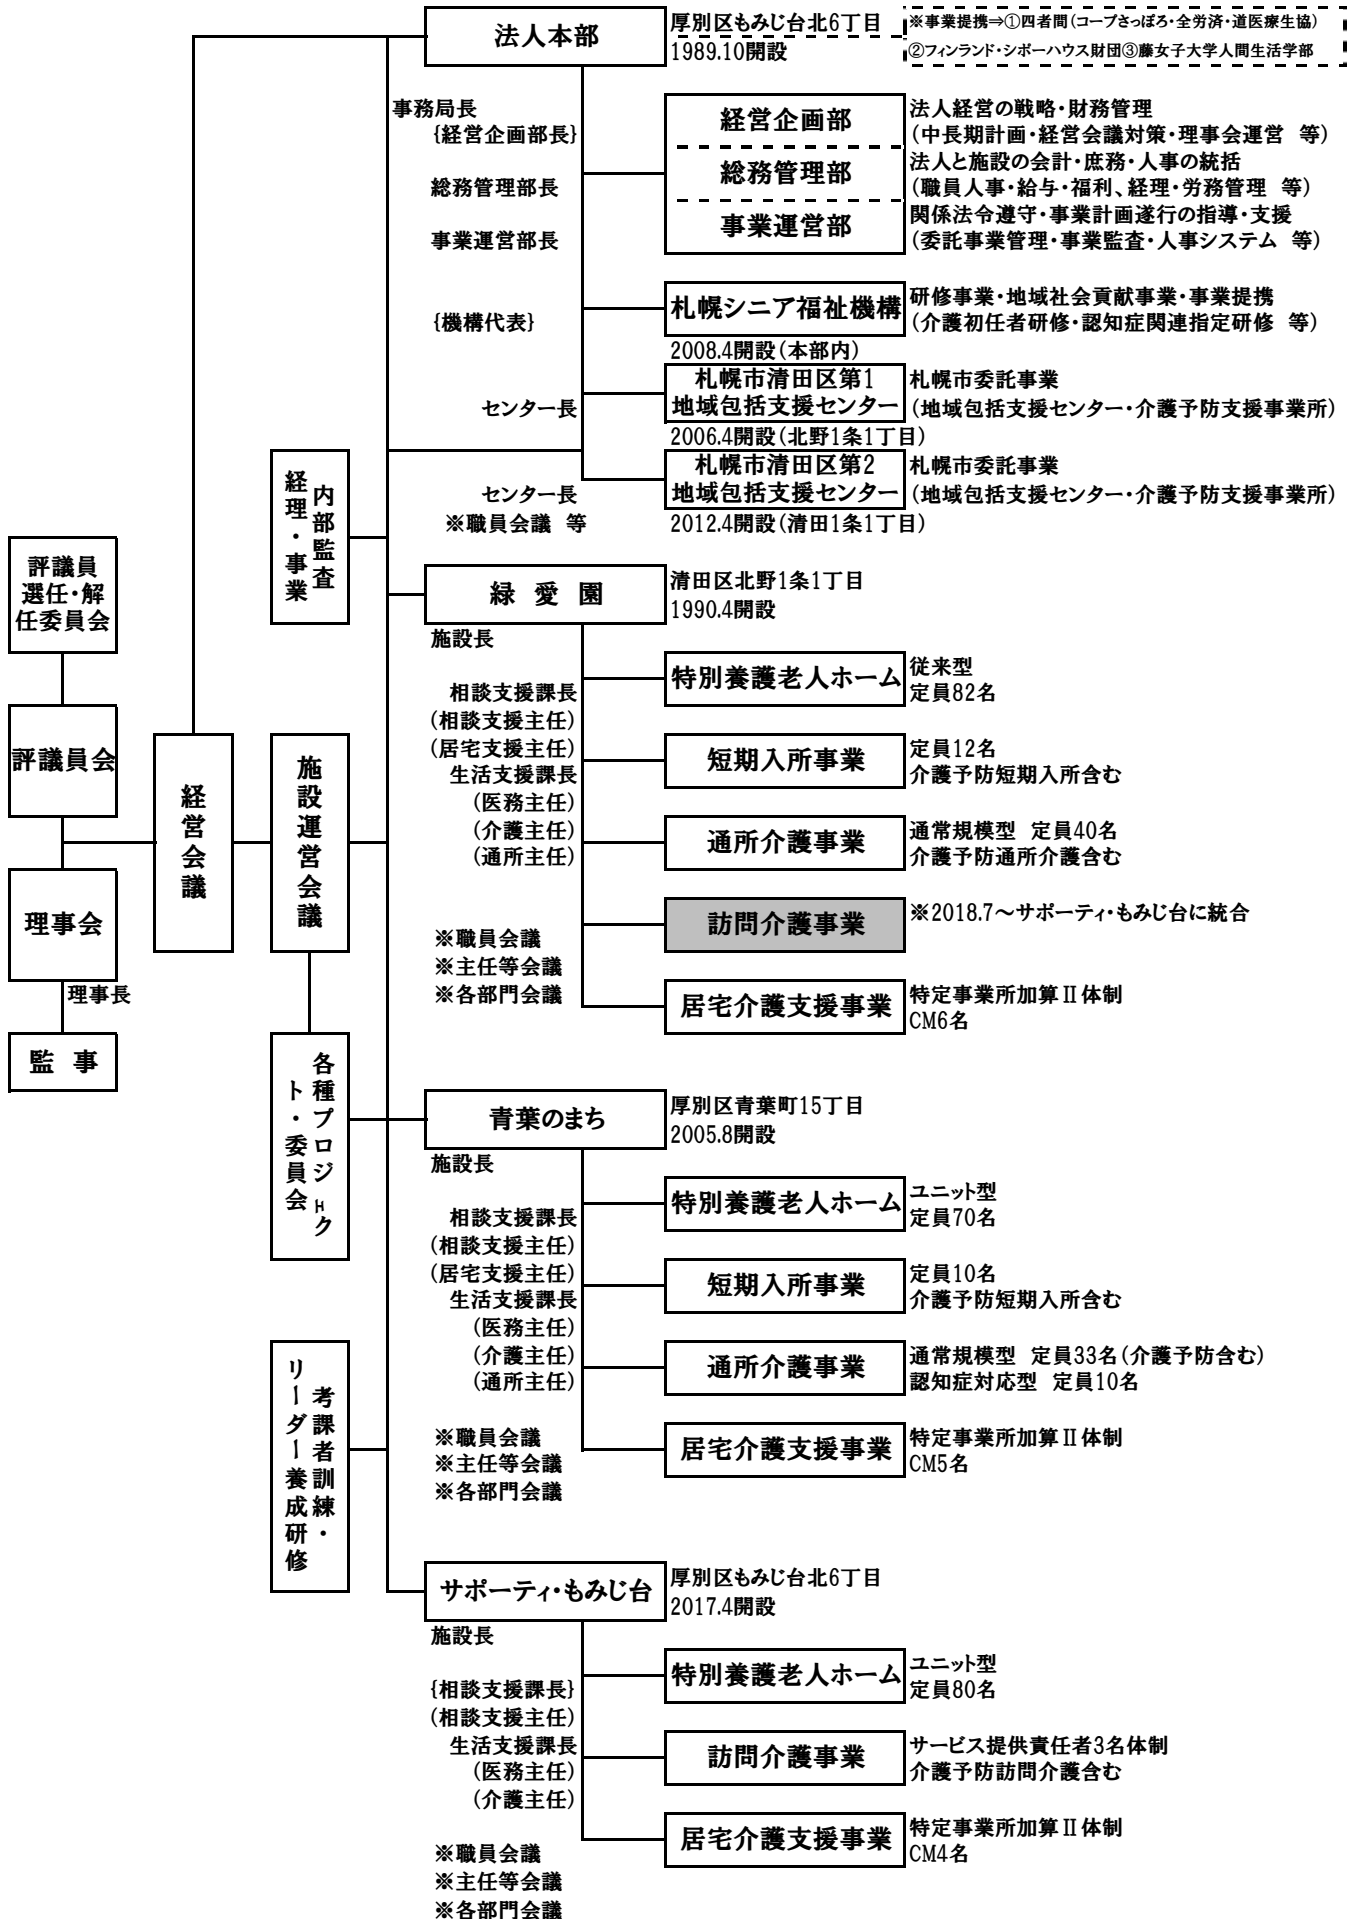 法人本部
厚別区もみじ台北6丁目
1989.10開設
※事業提携⇒①四者間(コープさっぽろ・全労済・道医療生協)
②フィンランド・シボーハウス財団③藤女子大学人間生活学部
事務局長
{経営企画部長}
総務管理部長
事業運営部長
経営企画部
法人経営の戦略・財務管理
(中長期計画・経営会議対策・理事会運営 等)
総務管理部
法人と施設の会計・庶務・人事の統括
(職員人事・給与・福利、経理・労務管理 等)
事業運営部
関係法令遵守・事業計画遂行の指導・支援
(委託事業管理・事業監査・人事システム 等)
{機構代表}
札幌シニア福祉機構
研修事業・地域社会貢献事業・事業提携
(介護初任者研修・認知症関連指定研修 等)
2008.4開設(本部内)
センター長
札幌市清田区第1
地域包括支援センター
札幌市委託事業
(地域包括支援センター・介護予防支援事業所)
2006.4開設(北野1条1丁目)
センター長
※職員会議 等
札幌市清田区第2
地域包括支援センター
札幌市委託事業
(地域包括支援センター・介護予防支援事業所)
2012.4開設(清田1条1丁目)
内部監査
経理・事業
評議員
選任・解
任委員会
評議員会
理事会
理事長
監 事
経営会議
施設運営会議
各種プロジェク
ト・委員会
考課者訓練・
リーダー養成研修
緑 愛 園
清田区北野1条1丁目
1990.4開設
施設長
相談支援課長
(相談支援主任)
(居宅支援主任)
生活支援課長
(医務主任)
(介護主任)
(通所主任)
※職員会議
※主任等会議
※各部門会議
特別養護老人ホーム
従来型
定員82名
短期入所事業
定員12名
介護予防短期入所含む
通所介護事業
通常規模型 定員40名
介護予防通所介護含む
訪問介護事業
※2018.7～サポーティ・もみじ台に統合
居宅介護支援事業
特定事業所加算Ⅱ体制
CM6名
青葉のまち
厚別区青葉町15丁目
2005.8開設
施設長
相談支援課長
(相談支援主任)
(居宅支援主任)
生活支援課長
(医務主任)
(介護主任)
(通所主任)
※職員会議
※主任等会議
※各部門会議
特別養護老人ホーム
ユニット型
定員70名
短期入所事業
定員10名
介護予防短期入所含む
通所介護事業
通常規模型 定員33名(介護予防含む)
認知症対応型 定員10名
居宅介護支援事業
特定事業所加算Ⅱ体制
CM5名
サポーティ・もみじ台
厚別区もみじ台北6丁目
2017.4開設
施設長
{相談支援課長}
(相談支援主任)
生活支援課長
(医務主任)
(介護主任)
※職員会議
※主任等会議
※各部門会議
特別養護老人ホーム
ユニット型
定員80名
訪問介護事業
サービス提供責任者3名体制
介護予防訪問介護含む
居宅介護支援事業
特定事業所加算Ⅱ体制
CM4名